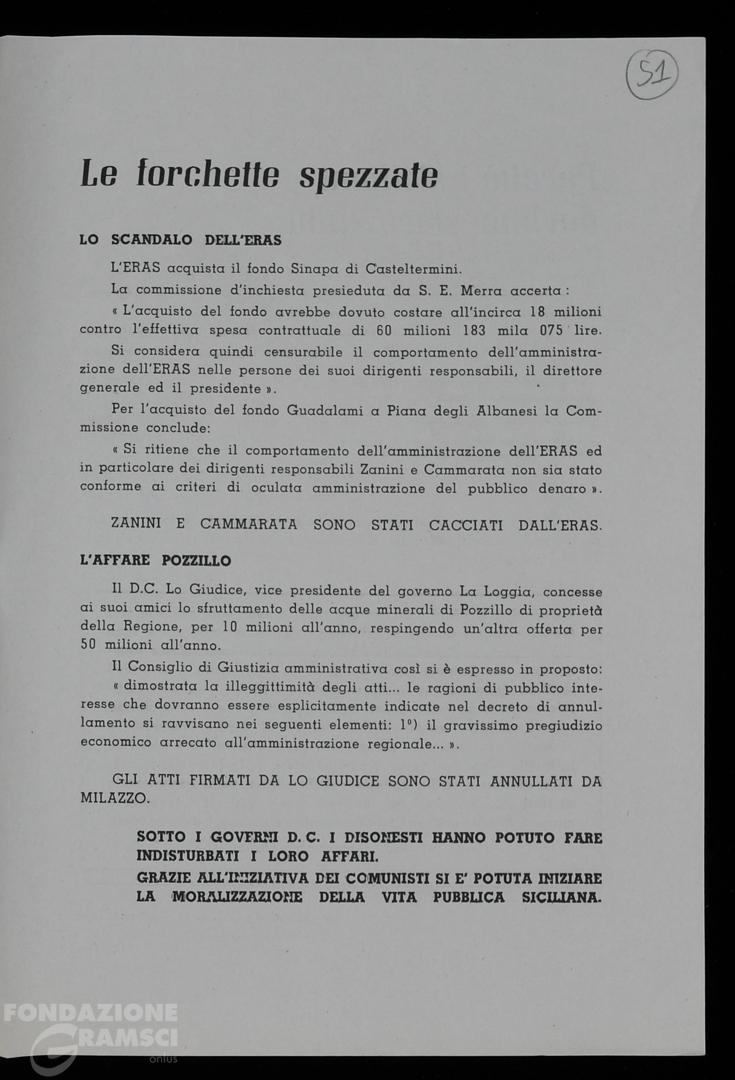 51
Le forchette spezzate
LO SCANDALO DELL'ERAS
L'ERAS acquista il fondo Sinapa di Casteltermini.
La commissione d'inchiesta presieduta da S. E. Merra accerta :
« L'acquisto del fondo avrebbe dovuto costare all'incirca 18 milioni
contro l'effettiva spesa contrattuale di 60 milioni 183 mila 075 lire.
Si considera quindi censurabile il comportamento dell'amministra-
zione dell'ERAS nelle persone dei suoi dirigenti responsabili, il direttore
generale ed il presidente ».
Per l'acquisto del fondo Guadalami a Piana degli Albanesi la Com-
missione conclude:
« Si ritiene che il comportamento dell'amministrazione dell'ERAS ed
in particolare dei dirigenti responsabili Zanini e Cammarata non sia stato
conforme ai criteri di oculata amministrazione del pubblico denaro ».
ZANINI E CAMMARATA SONO STATI CACCIATI DALL'ERAS.
L'AFFARE POZZILLO
Il D.C. Lo Giudice, vice presidente del governo La Loggia, concesse
ai suoi amici lo sfruttamento delle acque minerali di Pozzillo di proprietà
della Regione, per 10 milioni all'anno, respingendo un'altra offerta per
50 milioni all'anno.
Il Consiglio di Giustizia amministrativa così si è espresso in proposto:
« dimostrata la illeggittimità degli atti... le ragioni di pubblico inte-
resse che dovranno essere esplicitamente indicate nel decreto di annul-
lamento si ravvisano nei seguenti elementi: 1º) il gravissimo pregiudizio
economico arrecato all'amministrazione regionale... ».
GLI ATTI FIRMATI DA LO GIUDICE SONO STATI ANNULLATI DA
MILAZZO.
SOTTO I GOVERNI D. C. I DISONESTI HANNO POTUTO FARE
INDISTURBATI I LORO AFFARI.
GRAZIE ALL'INIZIATIVA DEI COMUNISTI SI E' POTUTA INIZIARE
LA MORALIZZAZIONE DELLA VITA PUBBLICA SICILIANA.
FONDAZIONE
GRAMSCI
onlus